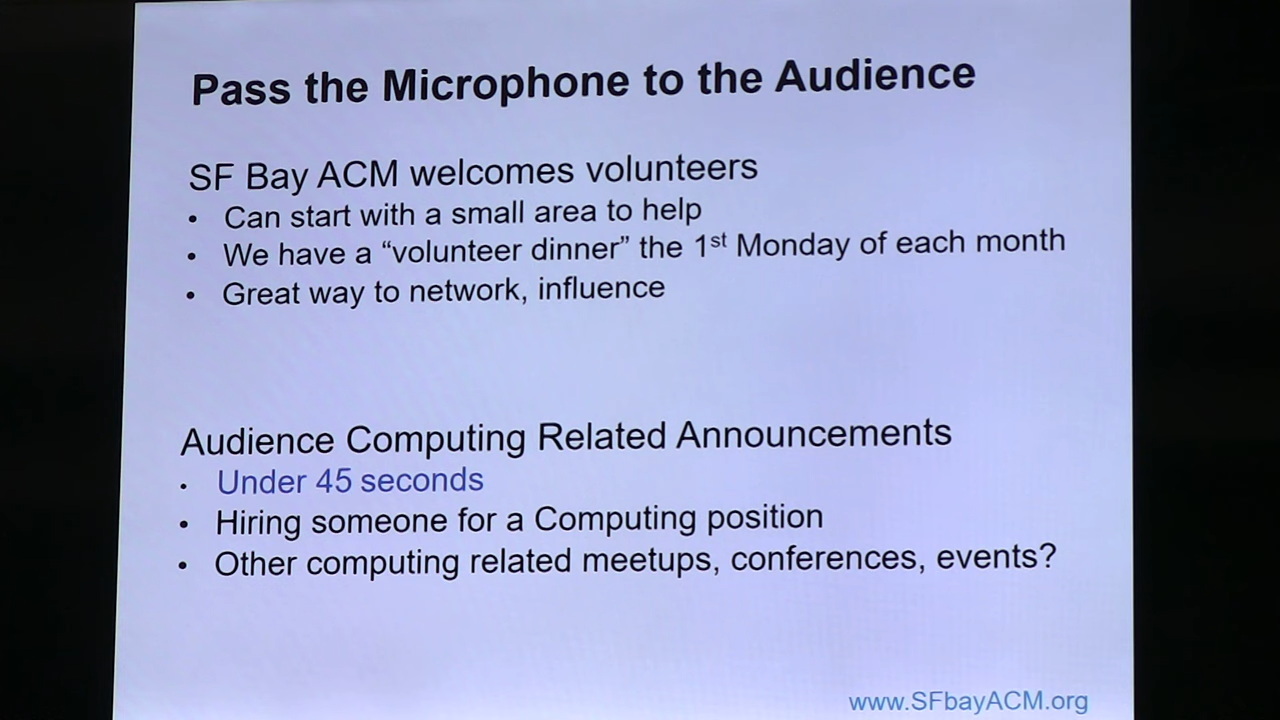 Pass the Microphone to the Audience
SF Bay ACM welcomes volunteers
• Can start with a small area to help
• We have a “volunteer dinner” the 1st Monday of each month
• Great way to network, influence
Audience Computing Related Announcements
• Under 45 seconds
• Hiring someone for a Computing position
• Other computing related meetups, conferences, events?
www.SFbayACM.org